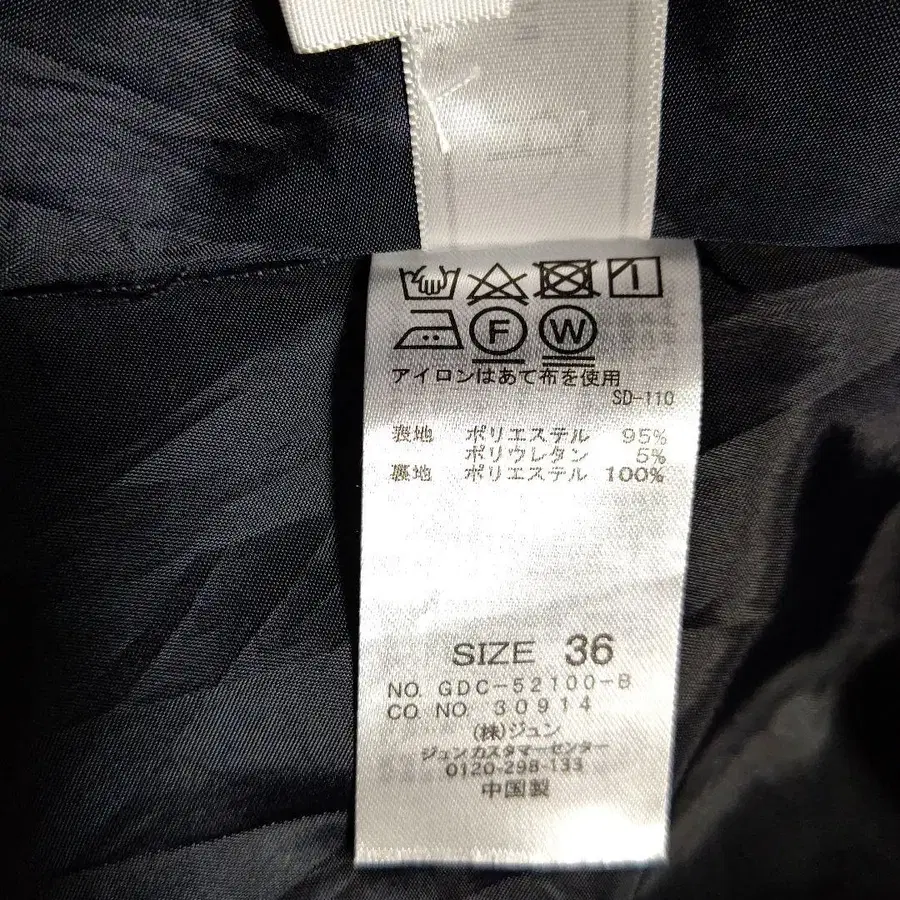 F W
アイロンはあて布を使用
SD-110
表地 ポリエステル 95%
ポリウレタン 5%
裏地 ポリエステル 100%
SIZE 36
NO. GDC-52100-B
CO. NO. 30914
(株)ジュン
ジュンカスタマーセンター
0120-298-133
中国製